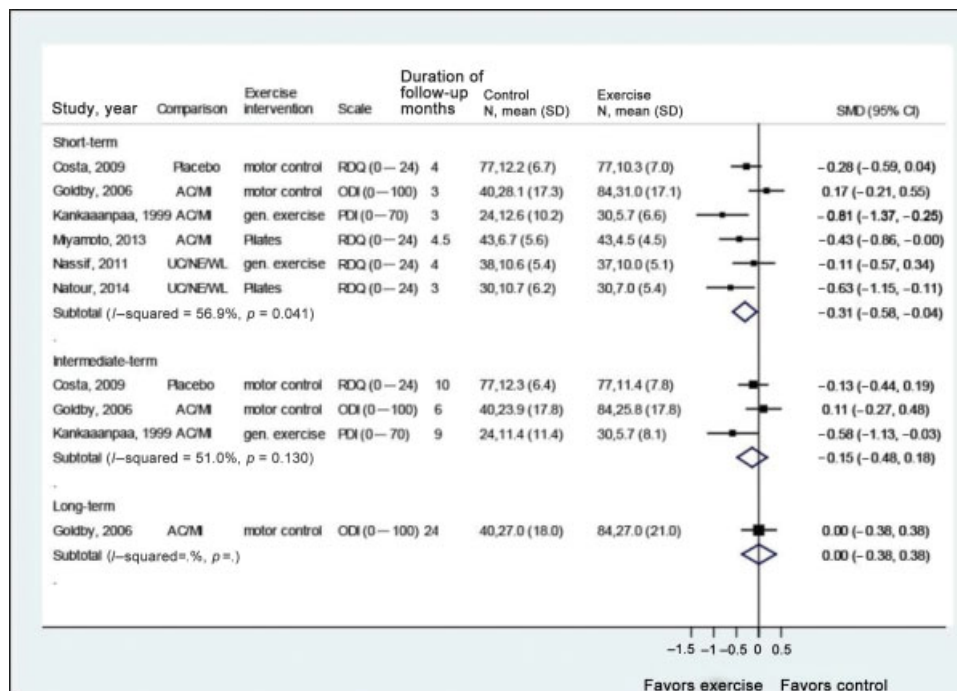 Study, year Comparison Exercise intervention Scale Duration of follow-up months Control N, mean (SD) Exercise N, mean (SD) SMD (95% CI)
Short-term
Costa, 2009 Placebo motor control RDQ (0—24) 4 77,12.2 (6.7) 77,10.3 (7.0) −0.28 (−0.59, 0.04)
Goldby, 2006 AC/MI motor control ODI (0—100) 3 40,28.1 (17.3) 84,31.0 (17.1) 0.17 (−0.21, 0.55)
Kankaaanpaa, 1999 AC/MI gen. exercise PDI (0—70) 3 24,12.6 (10.2) 30,5.7 (6.6) −0.81 (−1.37, −0.25)
Miyamoto, 2013 AC/MI Pilates RDQ (0—24) 4.5 43,6.7 (5.6) 43,4.5 (4.5) −0.43 (−0.86, −0.00)
Nassif, 2011 UC/NE/WL gen. exercise RDQ (0—24) 4 38,10.6 (5.4) 37,10.0 (5.1) −0.11 (−0.57, 0.34)
Natour, 2014 UC/NE/WL Pilates RDQ (0—24) 3 30,10.7 (6.2) 30,7.0 (5.4) −0.63 (−1.15, −0.11)
Subtotal (I–squared = 56.9%, p = 0.041) −0.31 (−0.58, −0.04)
.
Intermediate-term
Costa, 2009 Placebo motor control RDQ (0—24) 10 77,12.3 (6.4) 77,11.4 (7.8) −0.13 (−0.44, 0.19)
Goldby, 2006 AC/MI motor control ODI (0—100) 6 40,23.9 (17.8) 84,25.8 (17.8) 0.11 (−0.27, 0.48)
Kankaaanpaa, 1999 AC/MI gen. exercise PDI (0—70) 9 24,11.4 (11.4) 30,5.7 (8.1) −0.58 (−1.13, −0.03)
Subtotal (I–squared = 51.0%, p = 0.130) −0.15 (−0.48, 0.18)
.
Long-term
Goldby, 2006 AC/MI motor control ODI (0—100) 24 40,27.0 (18.0) 84,27.0 (21.0) 0.00 (−0.38, 0.38)
Subtotal (I–squared=.%, p=.) 0.00 (−0.38, 0.38)
.
−1.5 −1 −0.5 0 0.5
Favors exercise Favors control